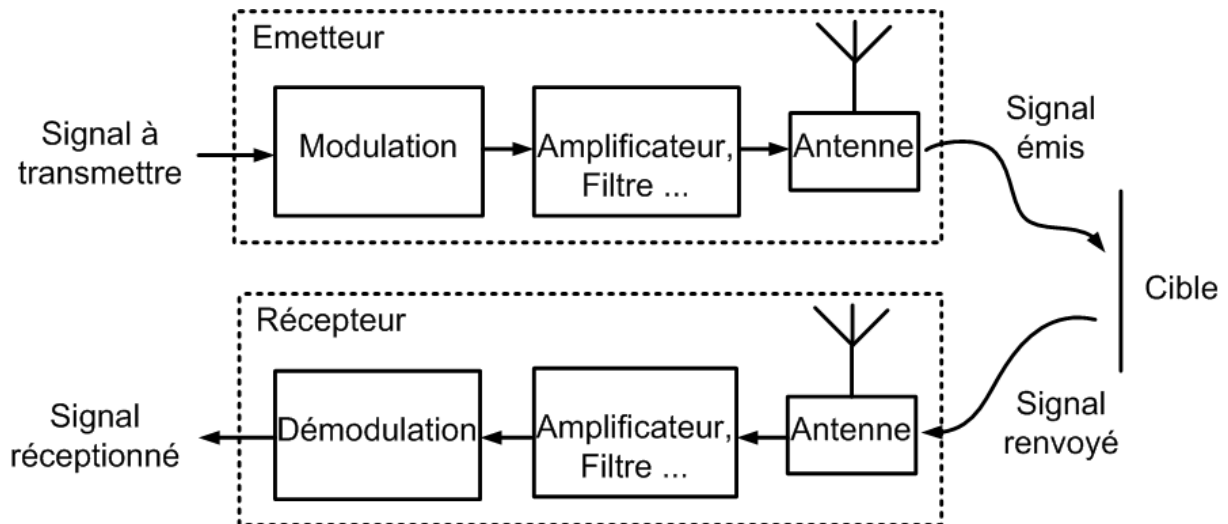 Emetteur
Signal à
transmettre
Modulation
Amplificateur,
Filtre ...
Antenne
Signal
émis
Cible
Récepteur
Signal
réceptionné
Démodulation
Amplificateur,
Filtre ...
Antenne
Signal
renvoyé